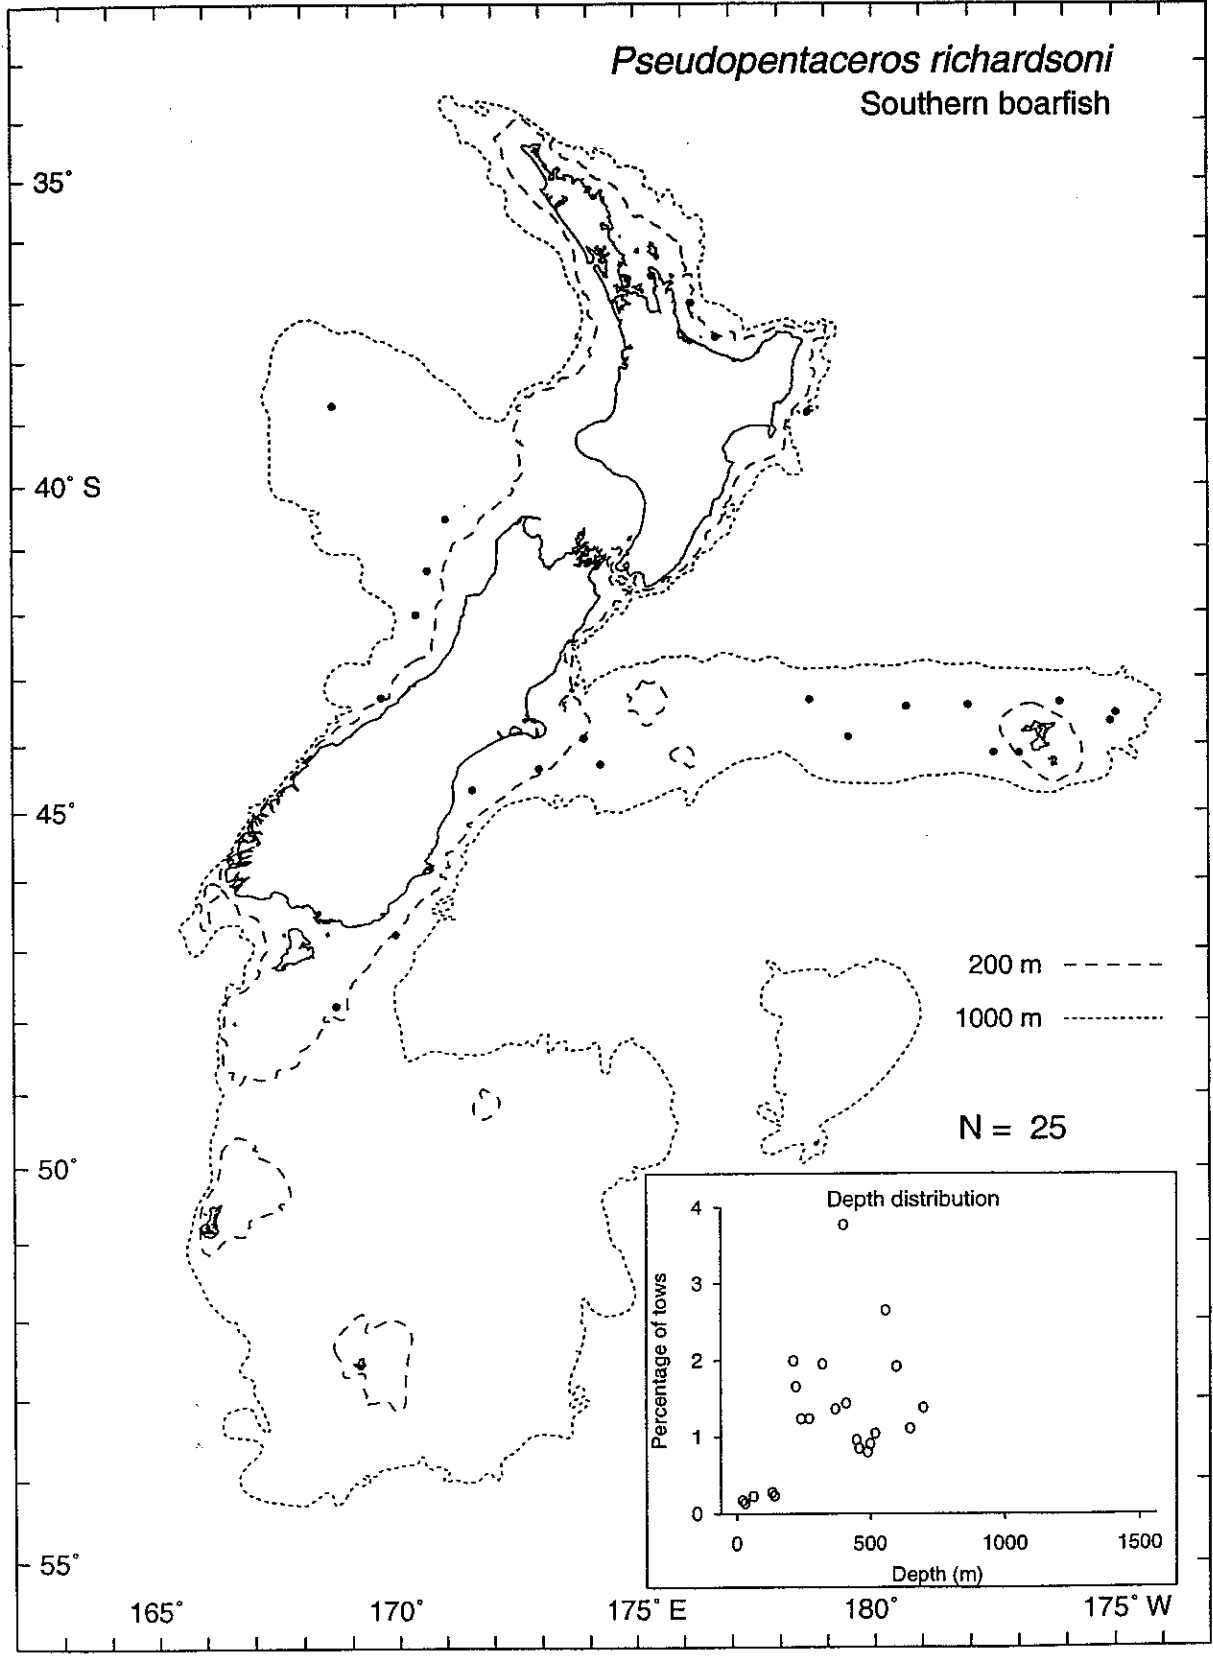 Pseudopentaceros richardsoni
Southern boarfish
35°
40° S
45°
50°
55°
165°
170°
175° E
180°
175° W
200 m
1000 m
N = 25
Depth distribution
Percentage of tows
4
3
2
1
0
0
500
1000
1500
Depth (m)